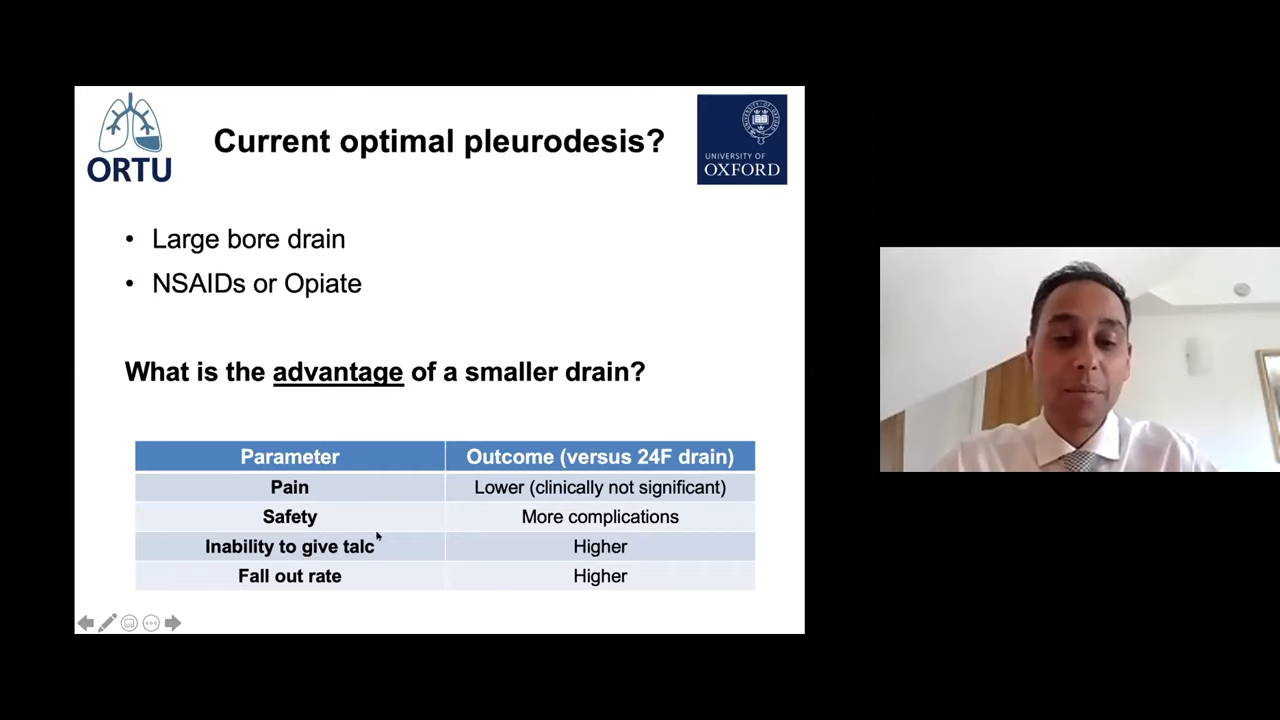 ORTU
Current optimal pleurodesis?
UNIVERSITY OF
OXFORD
• Large bore drain
• NSAIDs or Opiate
What is the advantage of a smaller drain?
Parameter Outcome (versus 24F drain)
Pain Lower (clinically not significant)
Safety More complications
Inability to give talc Higher
Fall out rate Higher